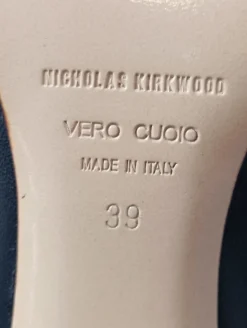 NICHOLAS KIRKWOOD
VERO CUOIO
MADE IN ITALY
39